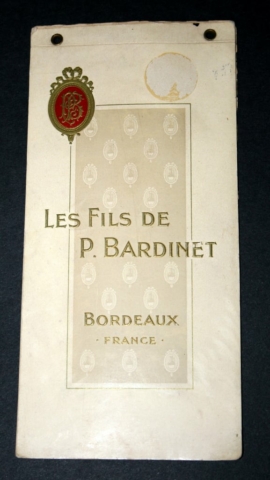 LES FILS DE
P. BARDINET
BORDEAUX
· FRANCE ·